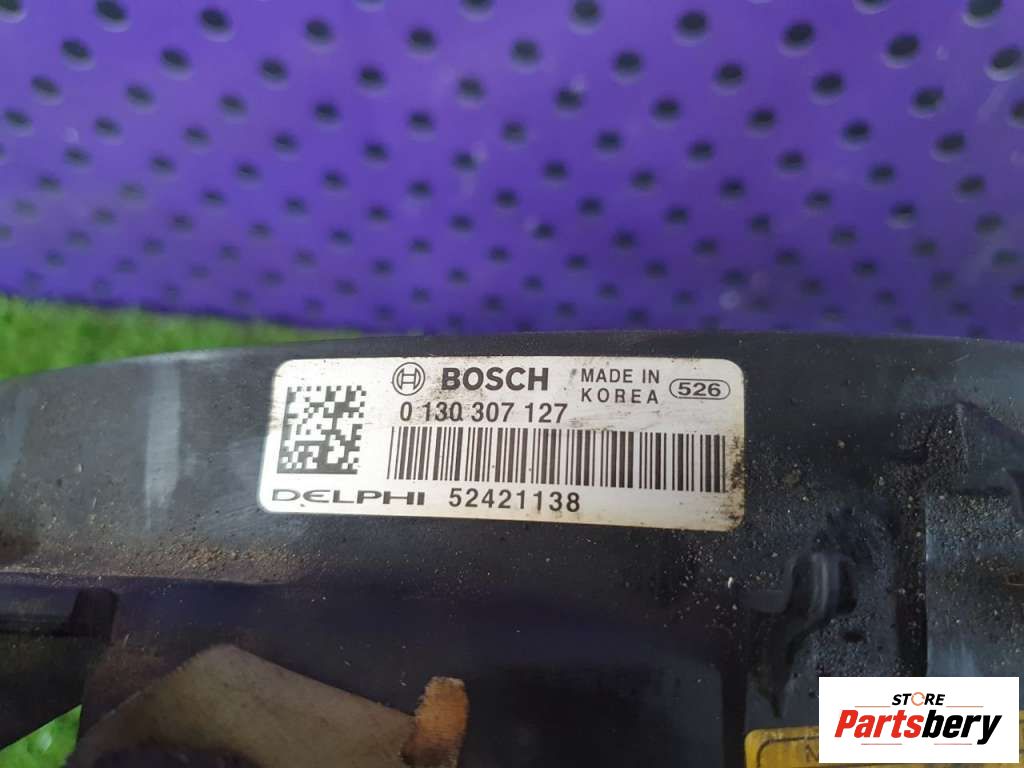 BOSCH MADE IN KOREA 526
0 130 307 127
DELPHI 52421138
STORE
Partsbery